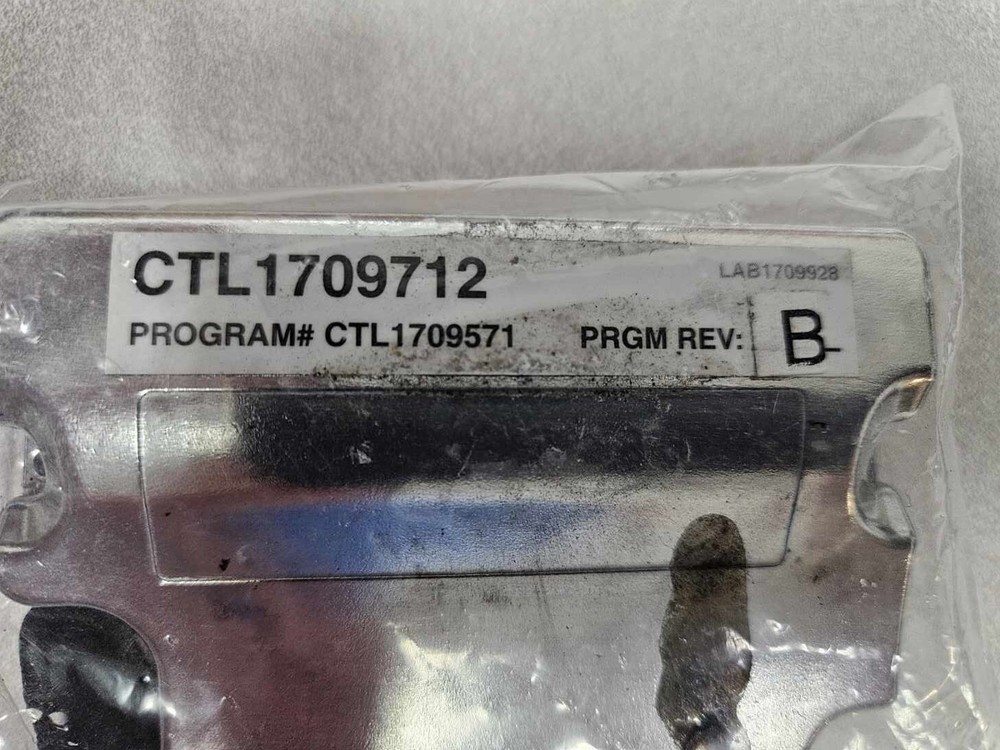 CTL1709712
LAB1709928
PROGRAM# CTL1709571 PRGM REV: B